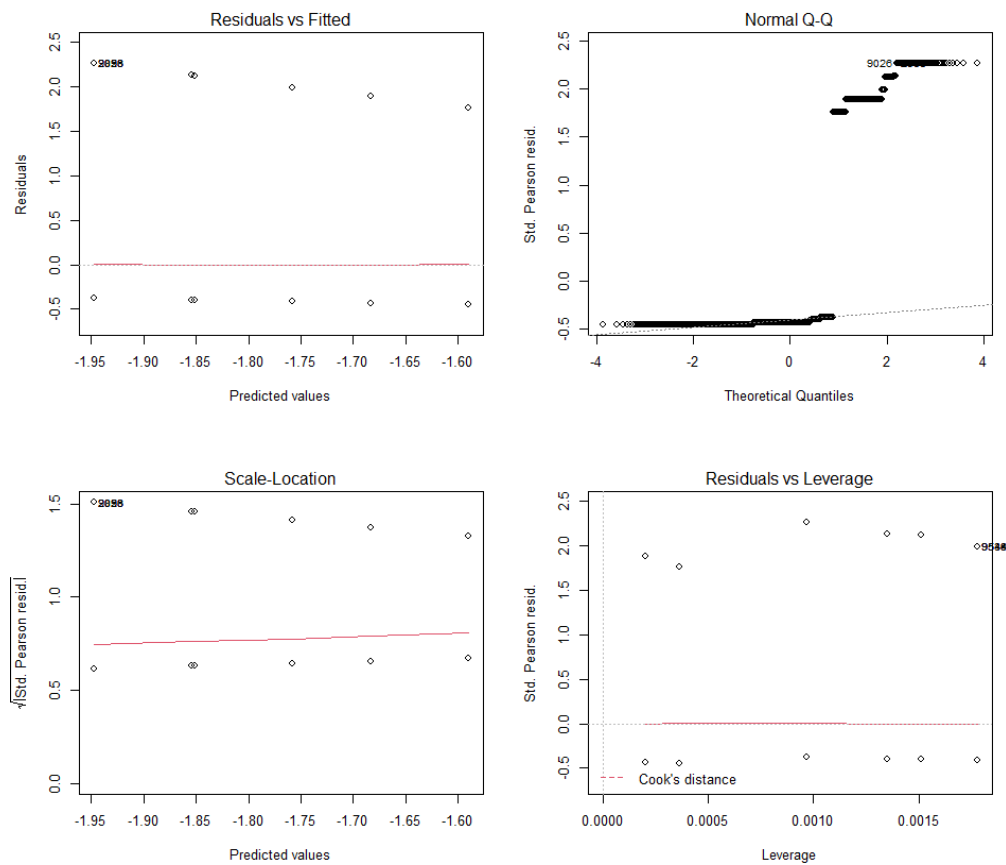 Residuals vs Fitted
Residuals
2.5
2.0
1.5
1.0
0.5
0.0
-0.5
-1.95 -1.90 -1.85 -1.80 -1.75 -1.70 -1.65 -1.60
Predicted values
Normal Q-Q
Std. Pearson resid.
2.5
2.0
1.5
1.0
0.5
0.0
-0.5
9026
-4 -2 0 2 4
Theoretical Quantiles
Scale-Location
√|Std. Pearson resid.|
1.5
1.0
0.5
0.0
-1.95 -1.90 -1.85 -1.80 -1.75 -1.70 -1.65 -1.60
Predicted values
Residuals vs Leverage
Std. Pearson resid.
2.5
2.0
1.5
1.0
0.5
0.0
-0.5
Cook's distance
0.0000 0.0005 0.0010 0.0015
Leverage